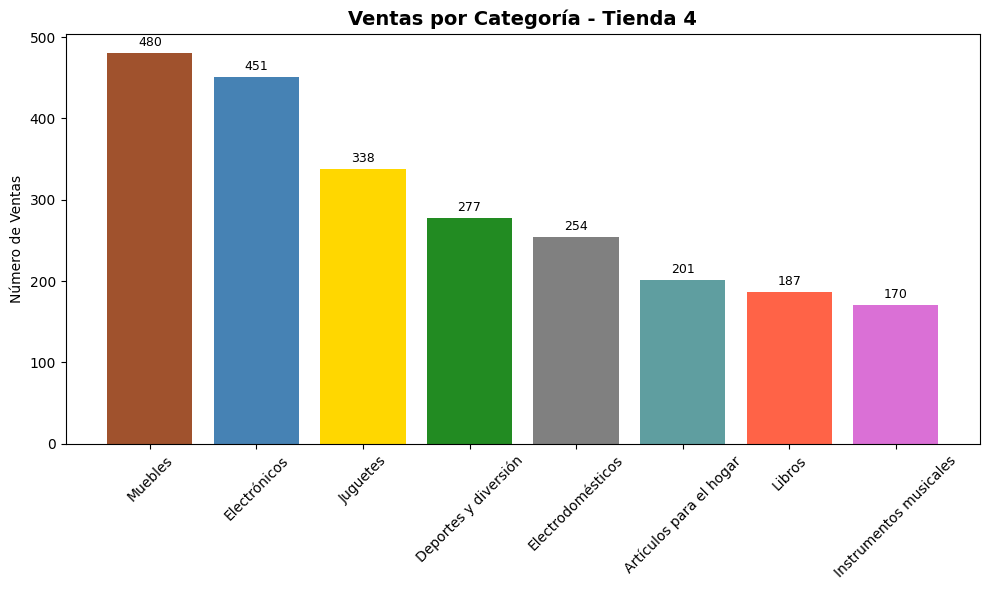 Ventas por Categoría - Tienda 4
Número de Ventas
500
400
300
200
100
0
480
451
338
277
254
201
187
170
Muebles
Electrónicos
Juguetes
Deportes y diversión
Electrodomésticos
Artículos para el hogar
Libros
Instrumentos musicales